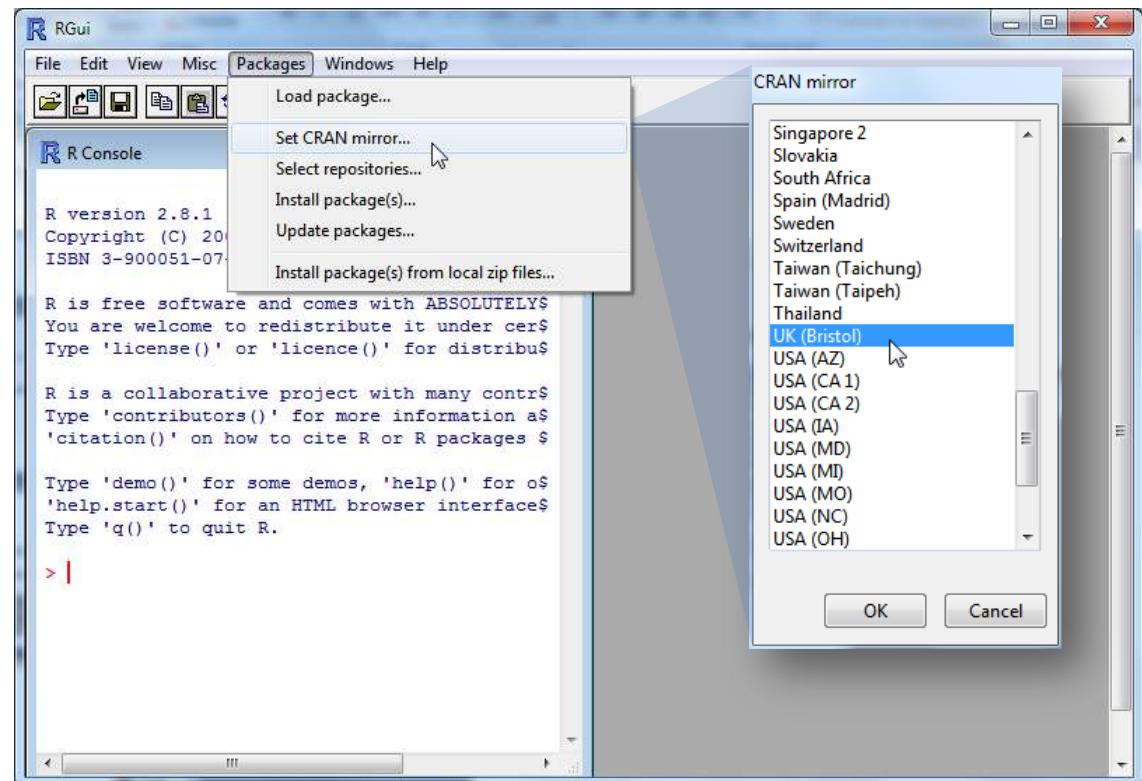 RGui
File Edit View Misc Packages Windows Help
Load package...
Set CRAN mirror...
Select repositories...
Install package(s)...
Update packages...
Install package(s) from local zip files...
R Console
R version 2.8.1
Copyright (C) 20
ISBN 3-900051-07-
R is free software and comes with ABSOLUTELY$
You are welcome to redistribute it under cer$
Type 'license()' or 'licence()' for distribu$
R is a collaborative project with many contr$
Type 'contributors()' for more information a$
'citation()' on how to cite R or R packages $
Type 'demo()' for some demos, 'help()' for o$
'help.start()' for an HTML browser interface$
Type 'q()' to quit R.
>
CRAN mirror
Singapore 2
Slovakia
South Africa
Spain (Madrid)
Sweden
Switzerland
Taiwan (Taichung)
Taiwan (Taipeh)
Thailand
UK (Bristol)
USA (AZ)
USA (CA 1)
USA (CA 2)
USA (IA)
USA (MD)
USA (MI)
USA (MO)
USA (NC)
USA (OH)
OK
Cancel